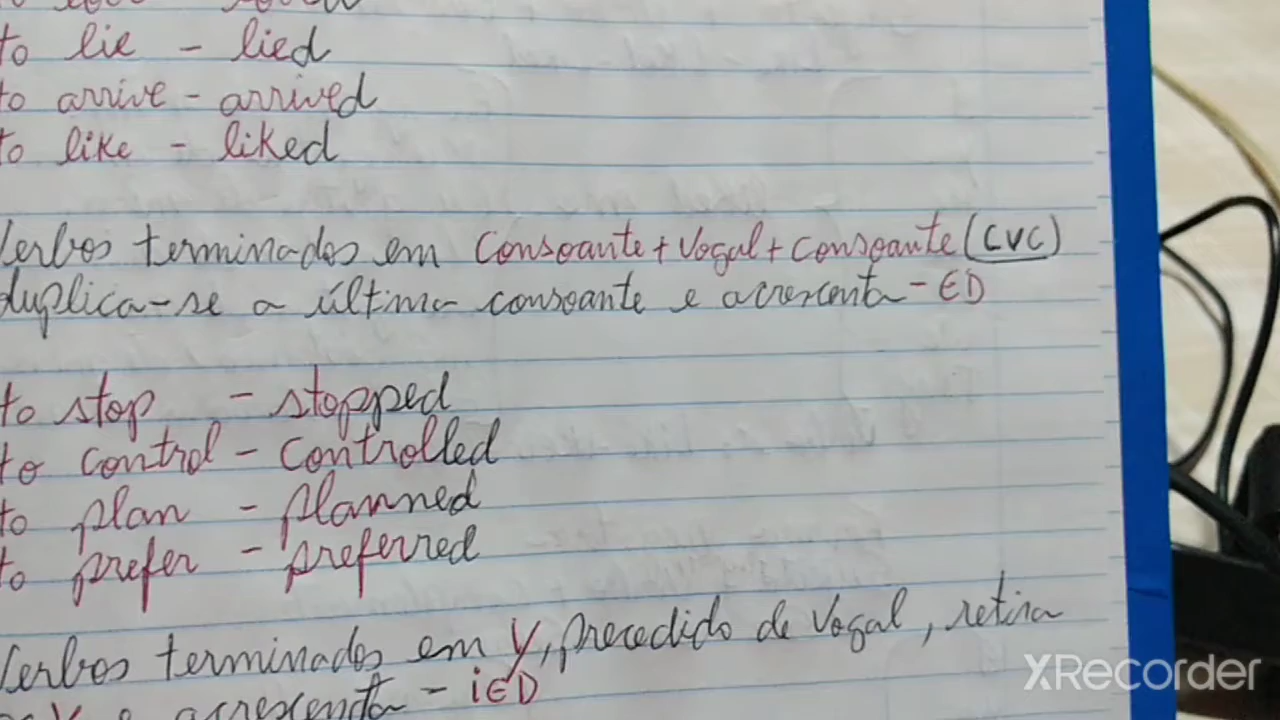 to lie - lied
to arrive - arrived
to like - liked
Verbos terminados em Consoante + Vogal + Consoante (CVC)
duplica-se a última consoante e acrescenta -ED
to stop - stopped
to control - controlled
to plan - planned
to prefer - preferred
Verbos terminados em Y, precedido de Vogal, retira
Y e acrescenta - iED
XRecorder